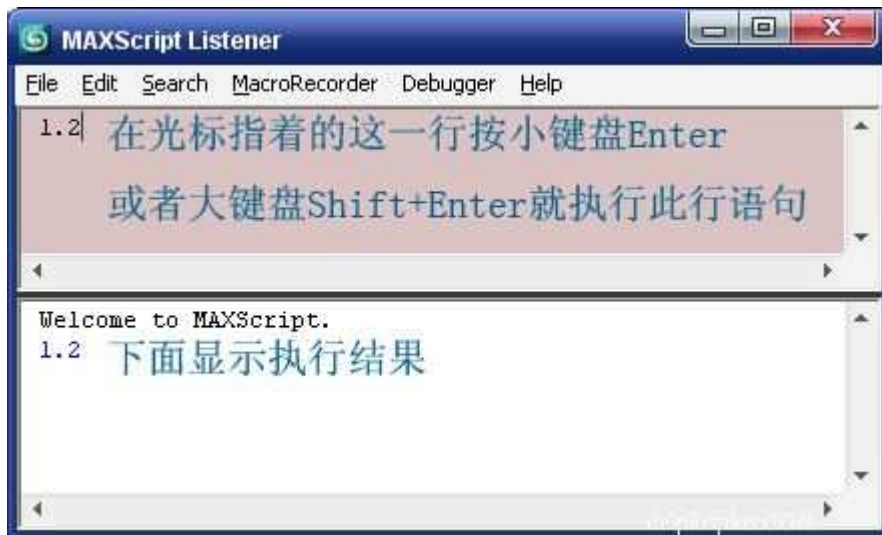 MAXScript Listener
File Edit Search MacroRecorder Debugger Help
1.2 在光标指着的这一行按小键盘Enter
或者大键盘Shift+Enter就执行此行语句
Welcome to MAXScript.
1.2 下面显示执行结果